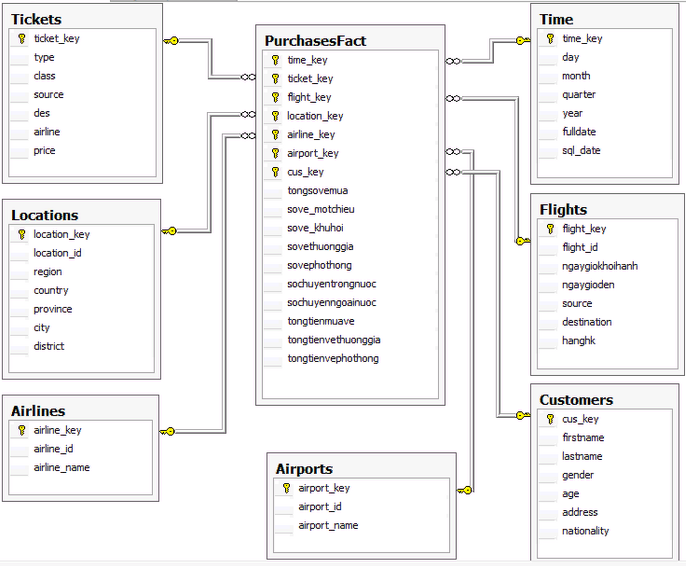 Tickets
ticket_key
type
class
source
des
airline
price
Locations
location_key
location_id
region
country
province
city
district
Airlines
airline_key
airline_id
airline_name
PurchasesFact
time_key
ticket_key
flight_key
location_key
airline_key
airport_key
cus_key
tongsovemua
sove_motchieu
sove_khuhoi
sovethuonggia
sovephothong
sochuyentrongnuoc
sochuyenngoainuoc
tongtienmuave
tongtienvethuonggia
tongtienvephothong
Airports
airport_key
airport_id
airport_name
Time
time_key
day
month
quarter
year
fulldate
sql_date
Flights
flight_key
flight_id
ngaygiokhoihanh
ngaygioden
source
destination
hanghk
Customers
cus_key
firstname
lastname
gender
age
address
nationality